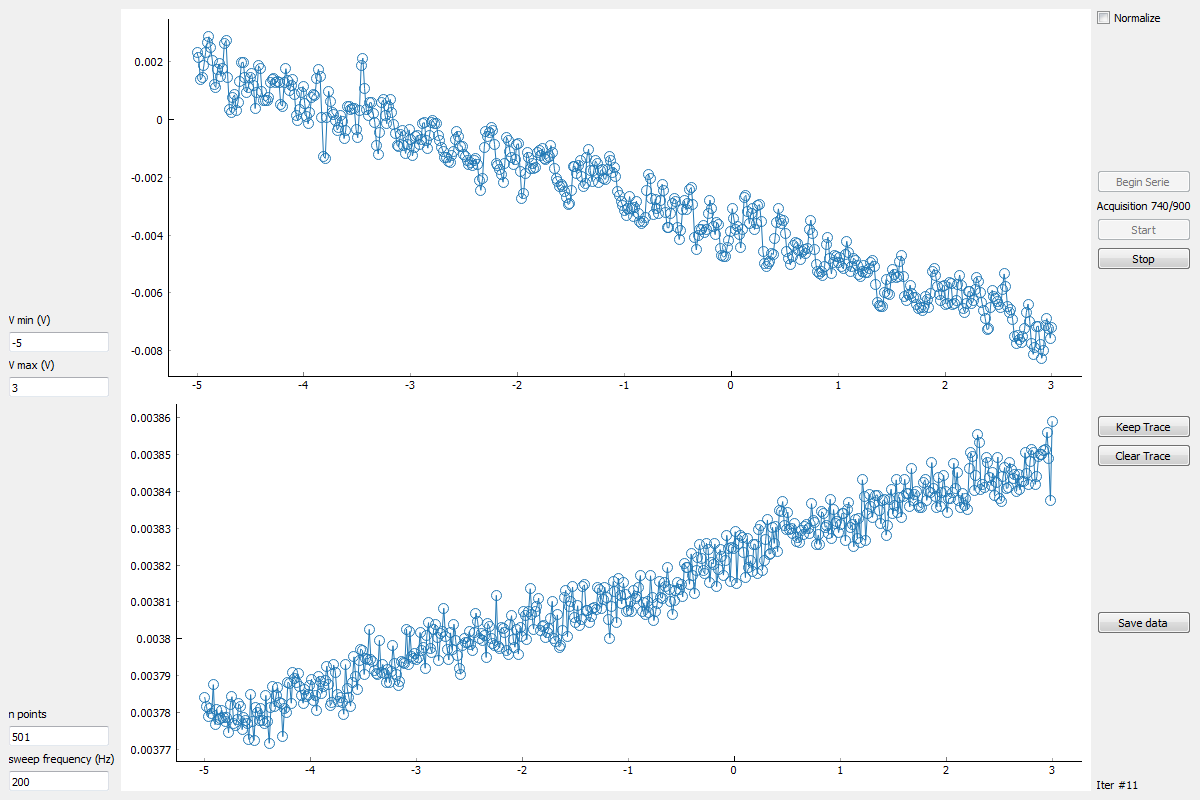 Normalize
0.002
0
-0.002
-0.004
-0.006
-0.008
-5
-4
-3
-2
-1
0
1
2
3
Begin Serie
Acquisition 740/900
Start
Stop
V min (V)
-5
V max (V)
3
0.00386
0.00385
0.00384
0.00383
0.00382
0.00381
0.0038
0.00379
0.00378
0.00377
-5
-4
-3
-2
-1
0
1
2
3
Keep Trace
Clear Trace
Save data
n points
501
sweep frequency (Hz)
200
Iter #11